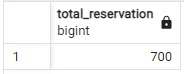 total_reservation
bigint
1 700